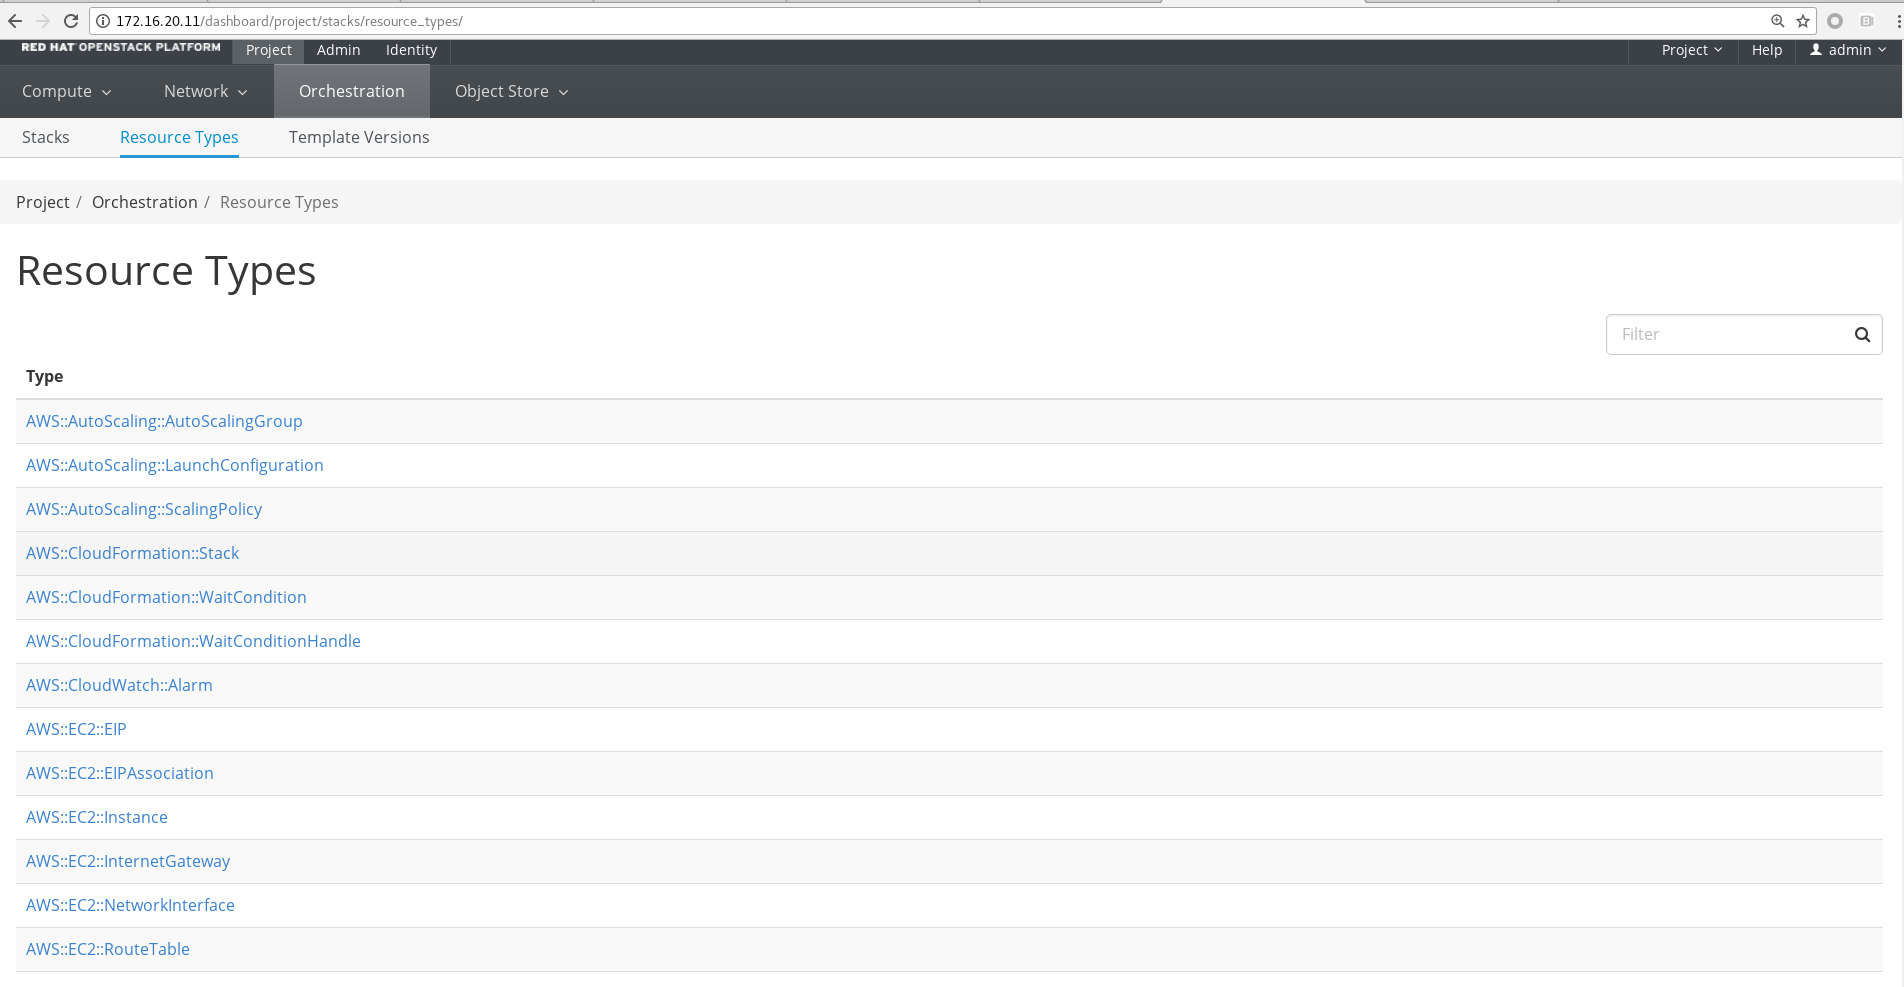 172.16.20.11/dashboard/project/stacks/resource_types/
RED HAT OPENSTACK PLATFORM Project Admin Identity Project Help admin
Compute Network Orchestration Object Store
Stacks Resource Types Template Versions
Project / Orchestration / Resource Types
Resource Types
Filter
Type
AWS::AutoScaling::AutoScalingGroup
AWS::AutoScaling::LaunchConfiguration
AWS::AutoScaling::ScalingPolicy
AWS::CloudFormation::Stack
AWS::CloudFormation::WaitCondition
AWS::CloudFormation::WaitConditionHandle
AWS::CloudWatch::Alarm
AWS::EC2::EIP
AWS::EC2::EIPAssociation
AWS::EC2::Instance
AWS::EC2::InternetGateway
AWS::EC2::NetworkInterface
AWS::EC2::RouteTable